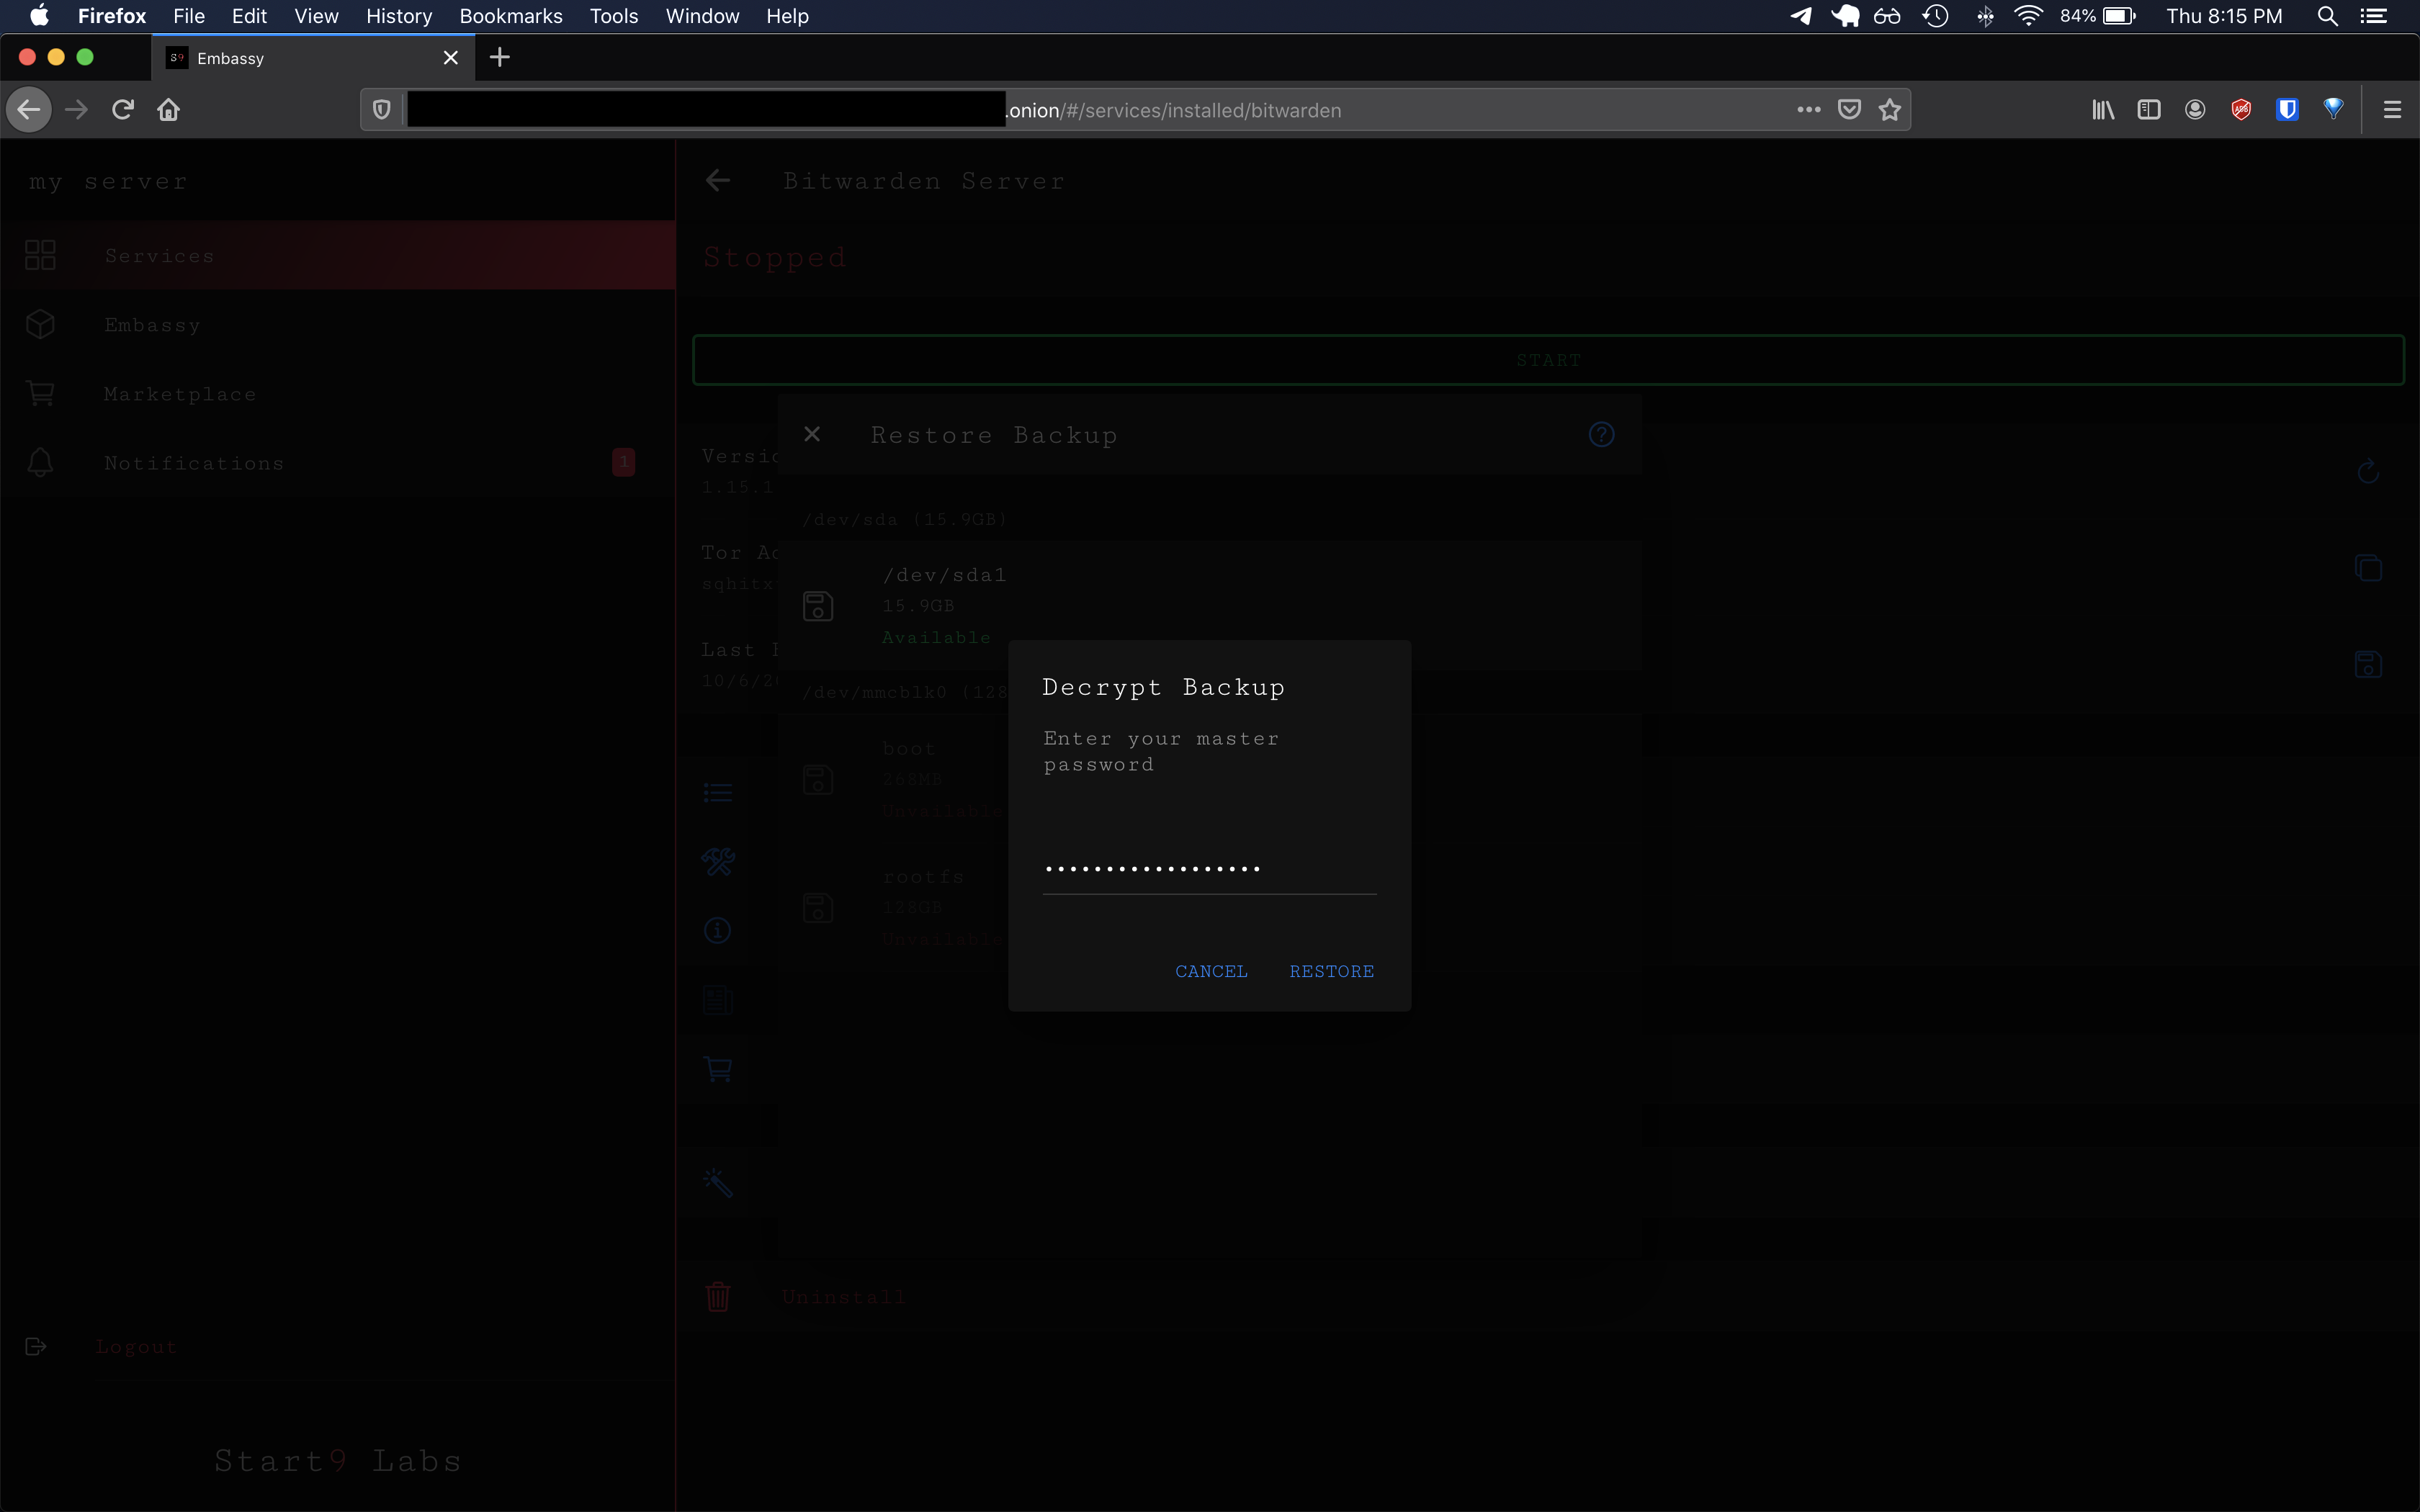 Firefox File Edit View History Bookmarks Tools Window Help 84% Thu 8:15 PM
S9 Embassy
.onion/#/services/installed/bitwarden
my server
Services
Embassy
Marketplace
Notifications 1
Logout
Start9 Labs
Bitwarden Server
Stopped
START
Versio
1.15.1
Tor Ad
sqhitx
Last
10/6/20
Uninstall
Restore Backup
/dev/sda (15.9GB)
/dev/sda1
15.9GB
Available
/dev/mmcblk0 (128
boot
268MB
Unvailable
rootfs
128GB
Unvailable
Decrypt Backup
Enter your master
password
CANCEL RESTORE